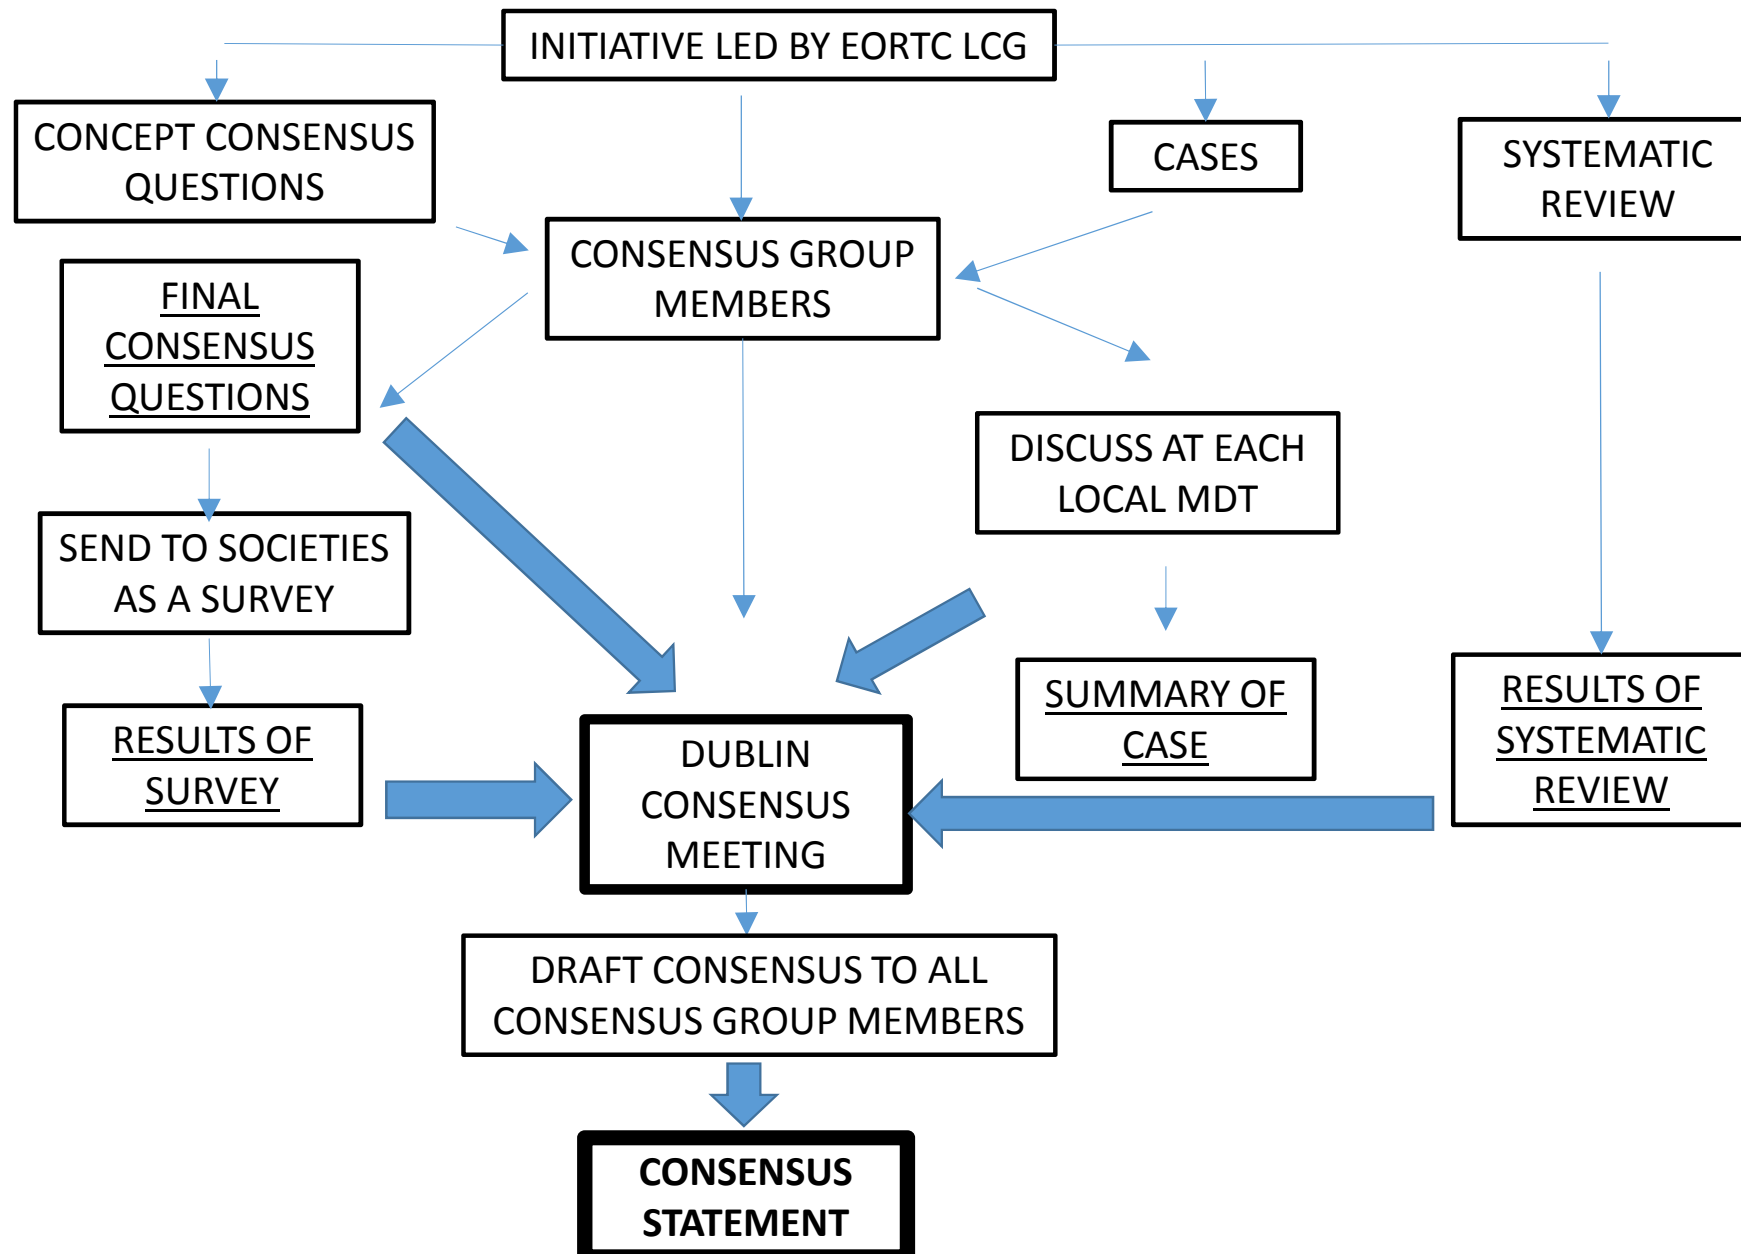 INITIATIVE LED BY EORTC LCG
CONCEPT CONSENSUS
QUESTIONS
CASES
SYSTEMATIC
REVIEW
CONSENSUS GROUP
MEMBERS
FINAL
CONSENSUS
QUESTIONS
DISCUSS AT EACH
LOCAL MDT
SEND TO SOCIETIES
AS A SURVEY
SUMMARY OF
CASE
RESULTS OF
SYSTEMATIC
REVIEW
RESULTS OF
SURVEY
DUBLIN
CONSENSUS
MEETING
DRAFT CONSENSUS TO ALL
CONSENSUS GROUP MEMBERS
CONSENSUS
STATEMENT